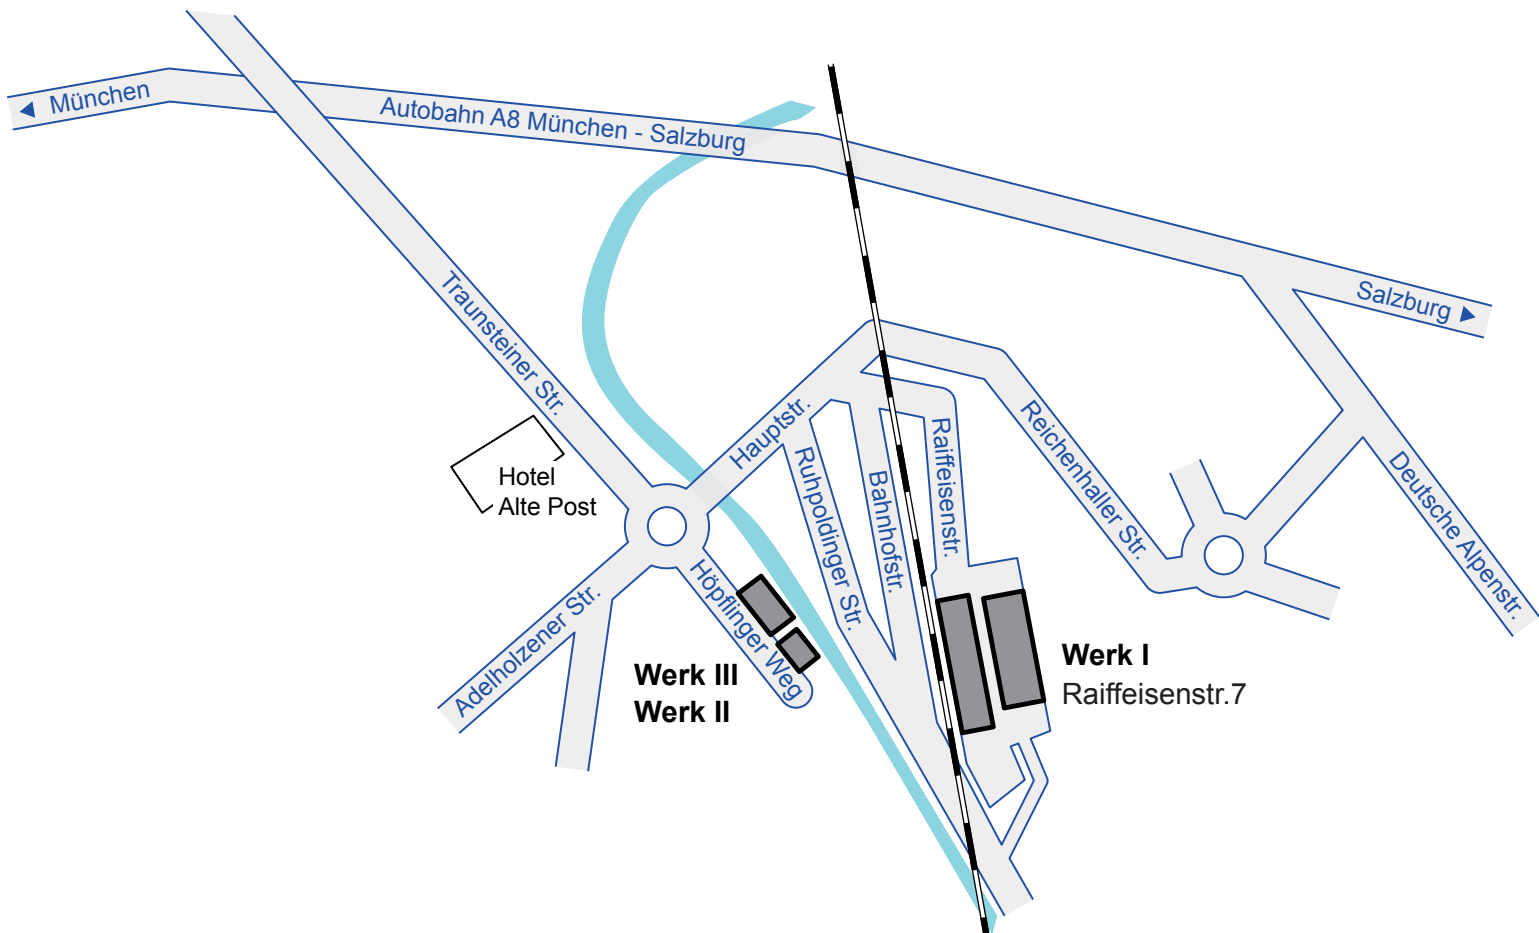 München
Autobahn A8 München - Salzburg
Salzburg
Traunsteiner Str.
Hauptstr.
Hotel
Alte Post
Ruhpoldinger Str.
Bahnhofstr.
Raiffeisenstr.
Reichenhaller Str.
Deutsche Alpenstr.
Adelholzener Str.
Höpflinger Weg
Werk III
Werk II
Werk I
Raiffeisenstr.7